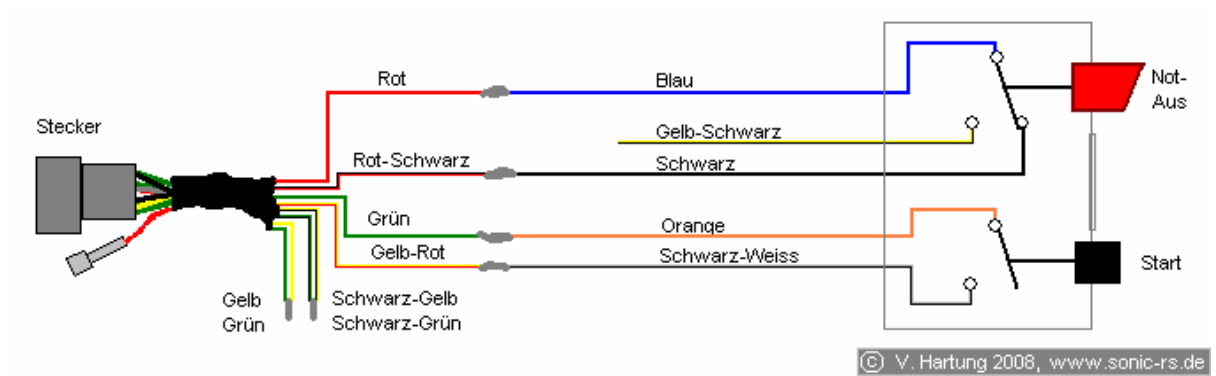 Rot
Blau
Not-
Aus
Stecker
Gelb-Schwarz
Rot-Schwarz
Schwarz
Grün
Orange
Gelb-Rot
Schwarz-Weiss
Start
Gelb
Grün
Schwarz-Gelb
Schwarz-Grün
© V. Hartung 2008, www.sonic-rs.de